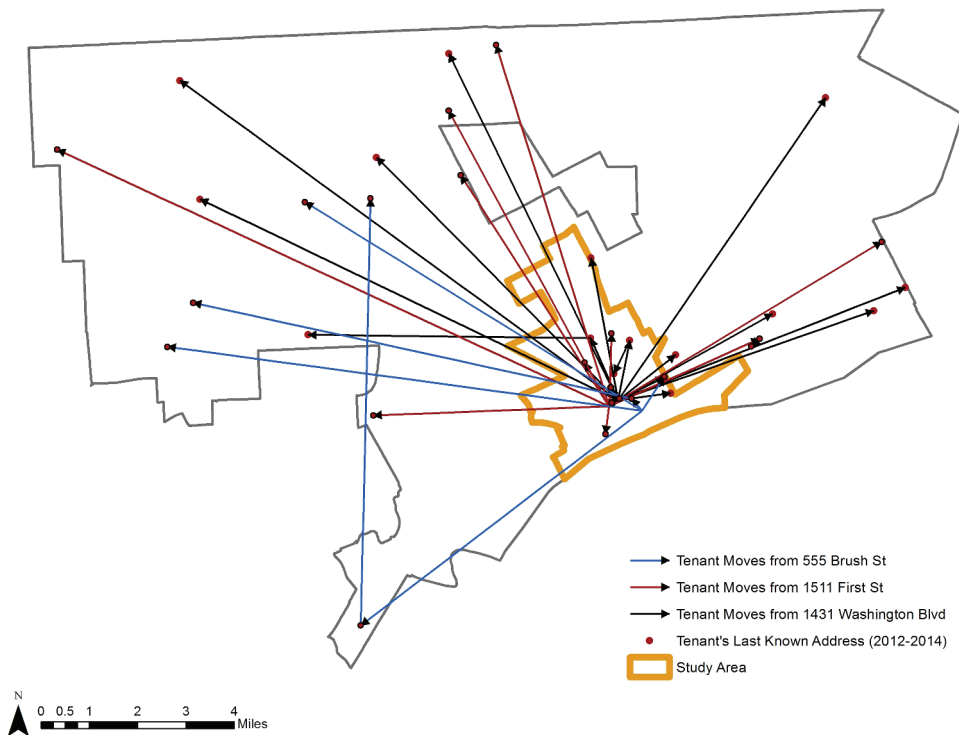 Tenant Moves from 555 Brush St
Tenant Moves from 1511 First St
Tenant Moves from 1431 Washington Blvd
Tenant's Last Known Address (2012-2014)
Study Area
N
0 0.5 1 2 3 4
Miles